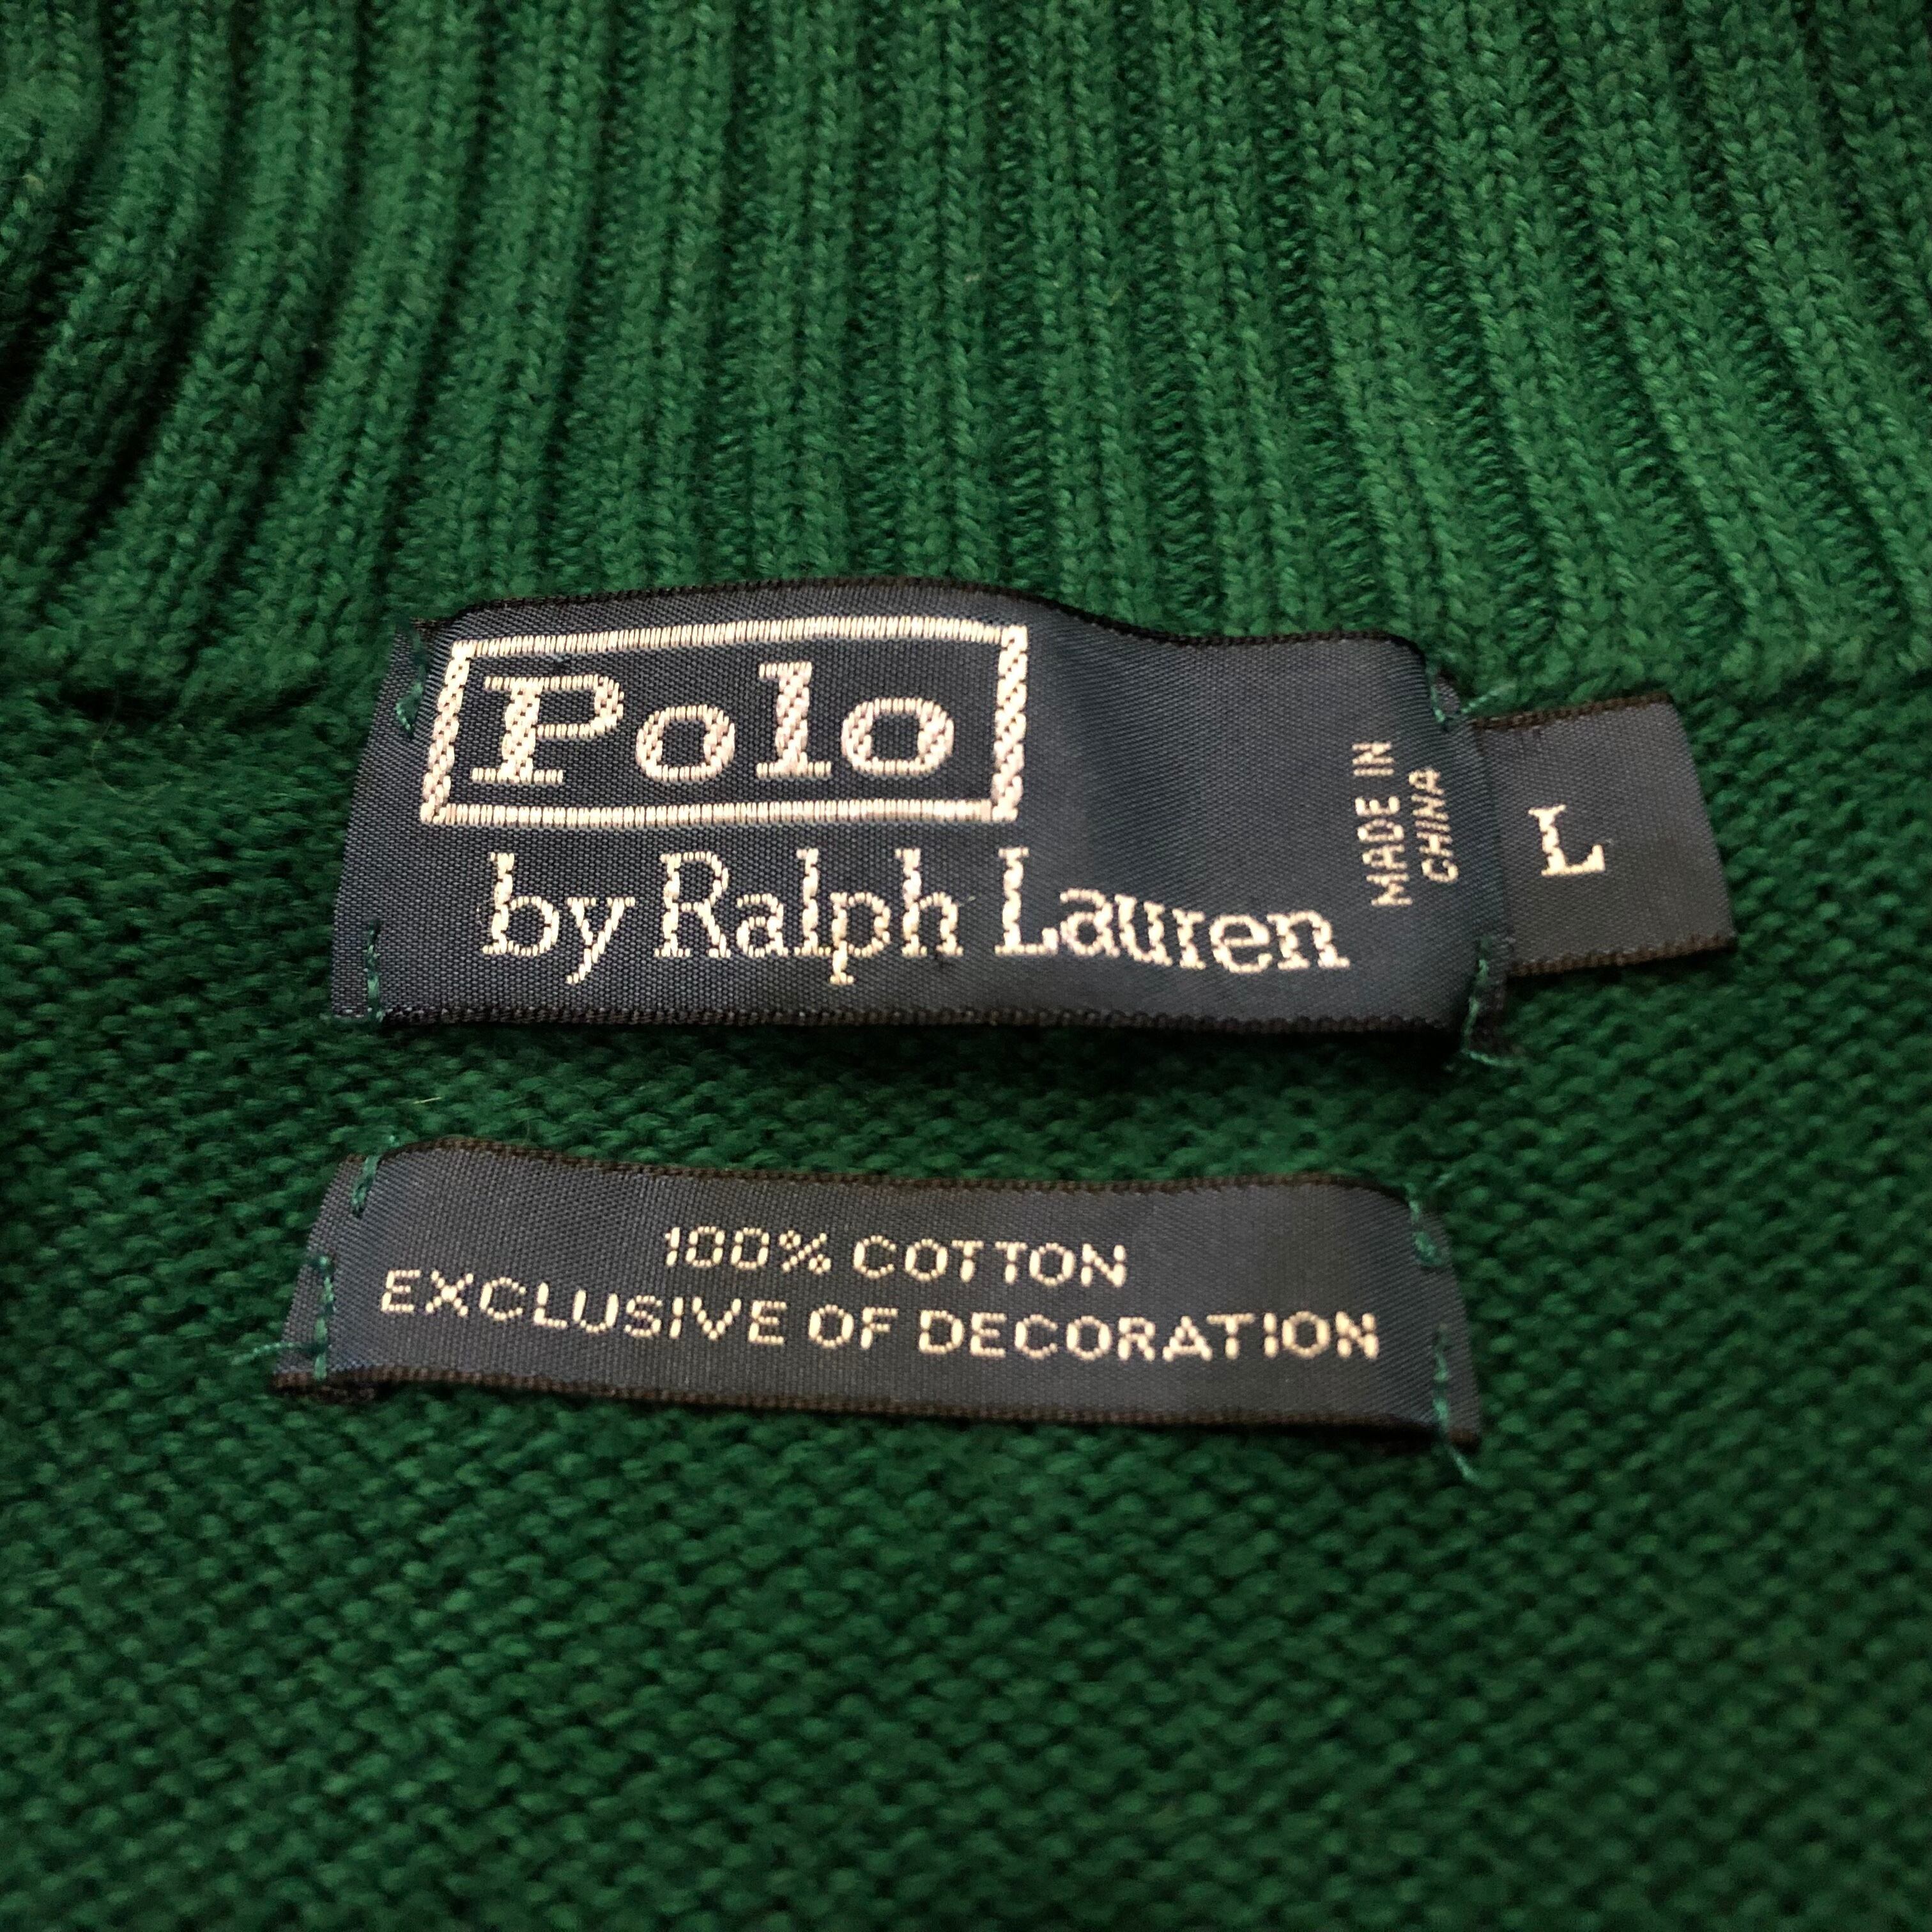 Polo
by Ralph Lauren
MADE IN
CHINA
L
100% COTTON
EXCLUSIVE OF DECORATION